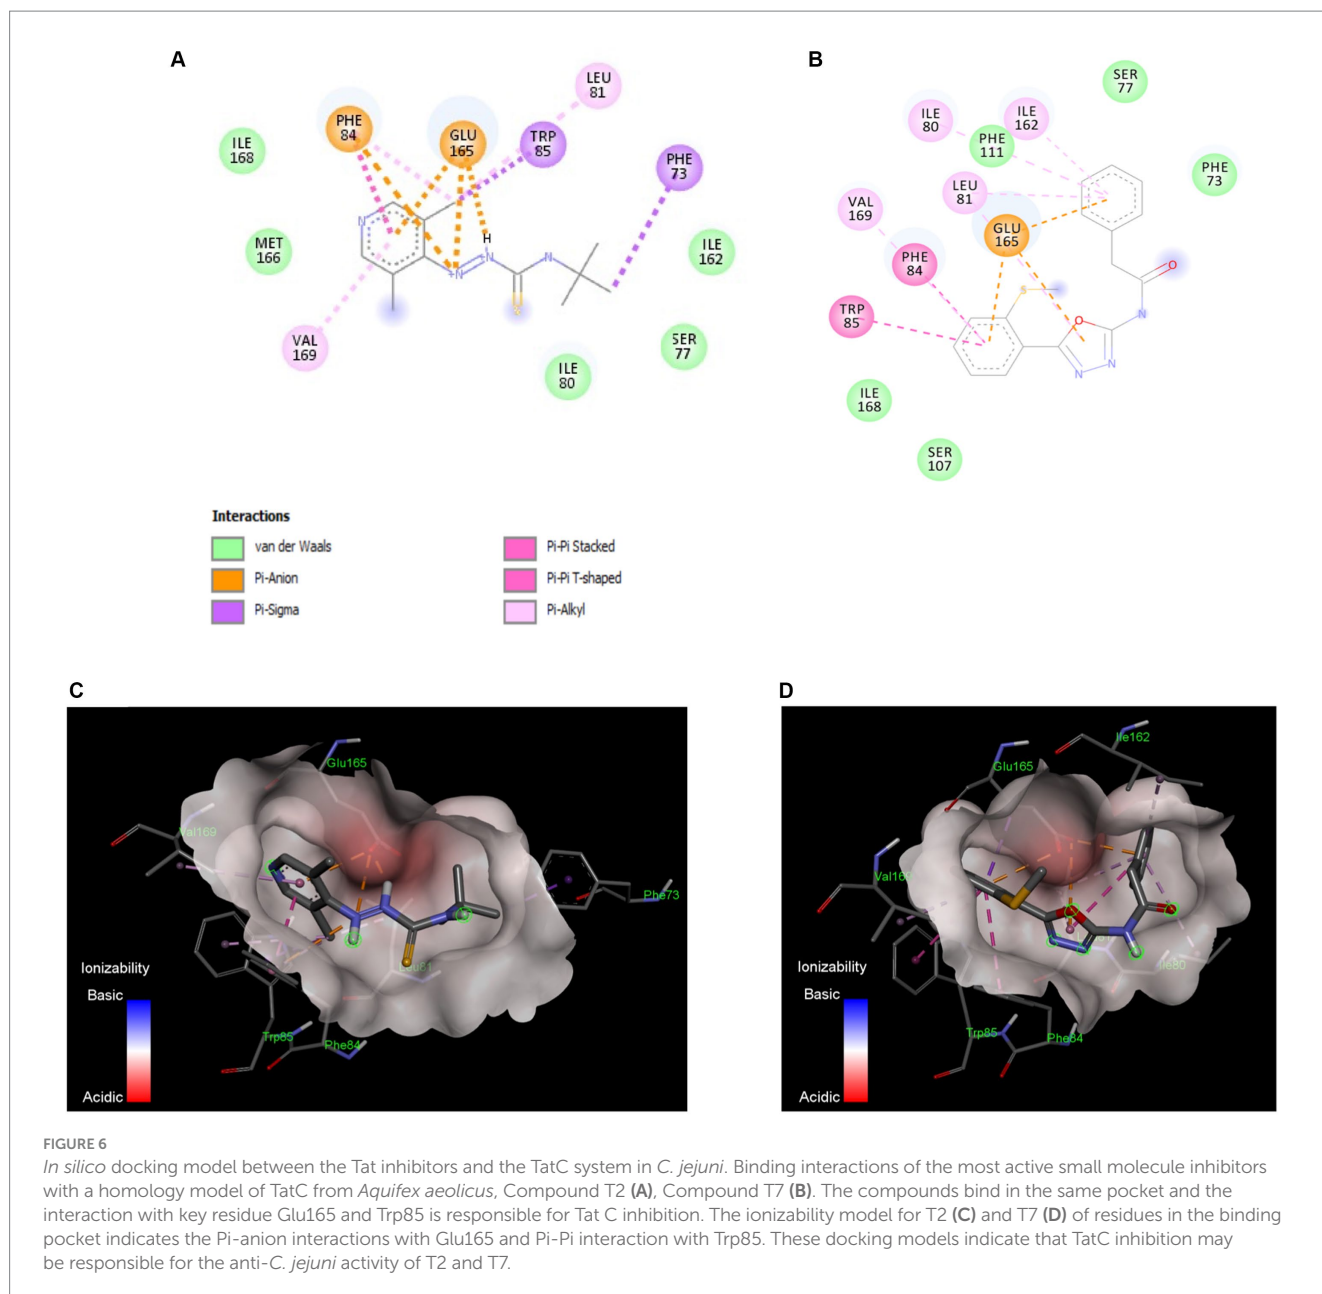 A
LEU
81
PHE
84
GLU
165
TRP
85
ILE
168
PHE
73
N
H
MET
166
+N
N
N
ILE
162
S
VAL
169
SER
77
ILE
80
B
SER
77
ILE
80
ILE
162
PHE
111
PHE
73
LEU
81
VAL
169
GLU
165
PHE
84
O
S
TRP
85
O
N
N
N
ILE
168
SER
107
Interactions
van der Waals
Pi-Anion
Pi-Sigma
Pi-Pi Stacked
Pi-Pi T-shaped
Pi-Alkyl
C
Glu165
Val169
Phe73
Leu81
Trp85
Phe84
Ionizability
Basic
Acidic
D
Ile162
Glu165
Ile80
Trp85
Phe84
Ionizability
Basic
Acidic
FIGURE 6
In silico docking model between the Tat inhibitors and the TatC system in C. jejuni. Binding interactions of the most active small molecule inhibitors
with a homology model of TatC from Aquifex aeolicus, Compound T2 (A), Compound T7 (B). The compounds bind in the same pocket and the
interaction with key residue Glu165 and Trp85 is responsible for Tat C inhibition. The ionizability model for T2 (C) and T7 (D) of residues in the binding
pocket indicates the Pi-anion interactions with Glu165 and Pi-Pi interaction with Trp85. These docking models indicate that TatC inhibition may
be responsible for the anti-C. jejuni activity of T2 and T7.